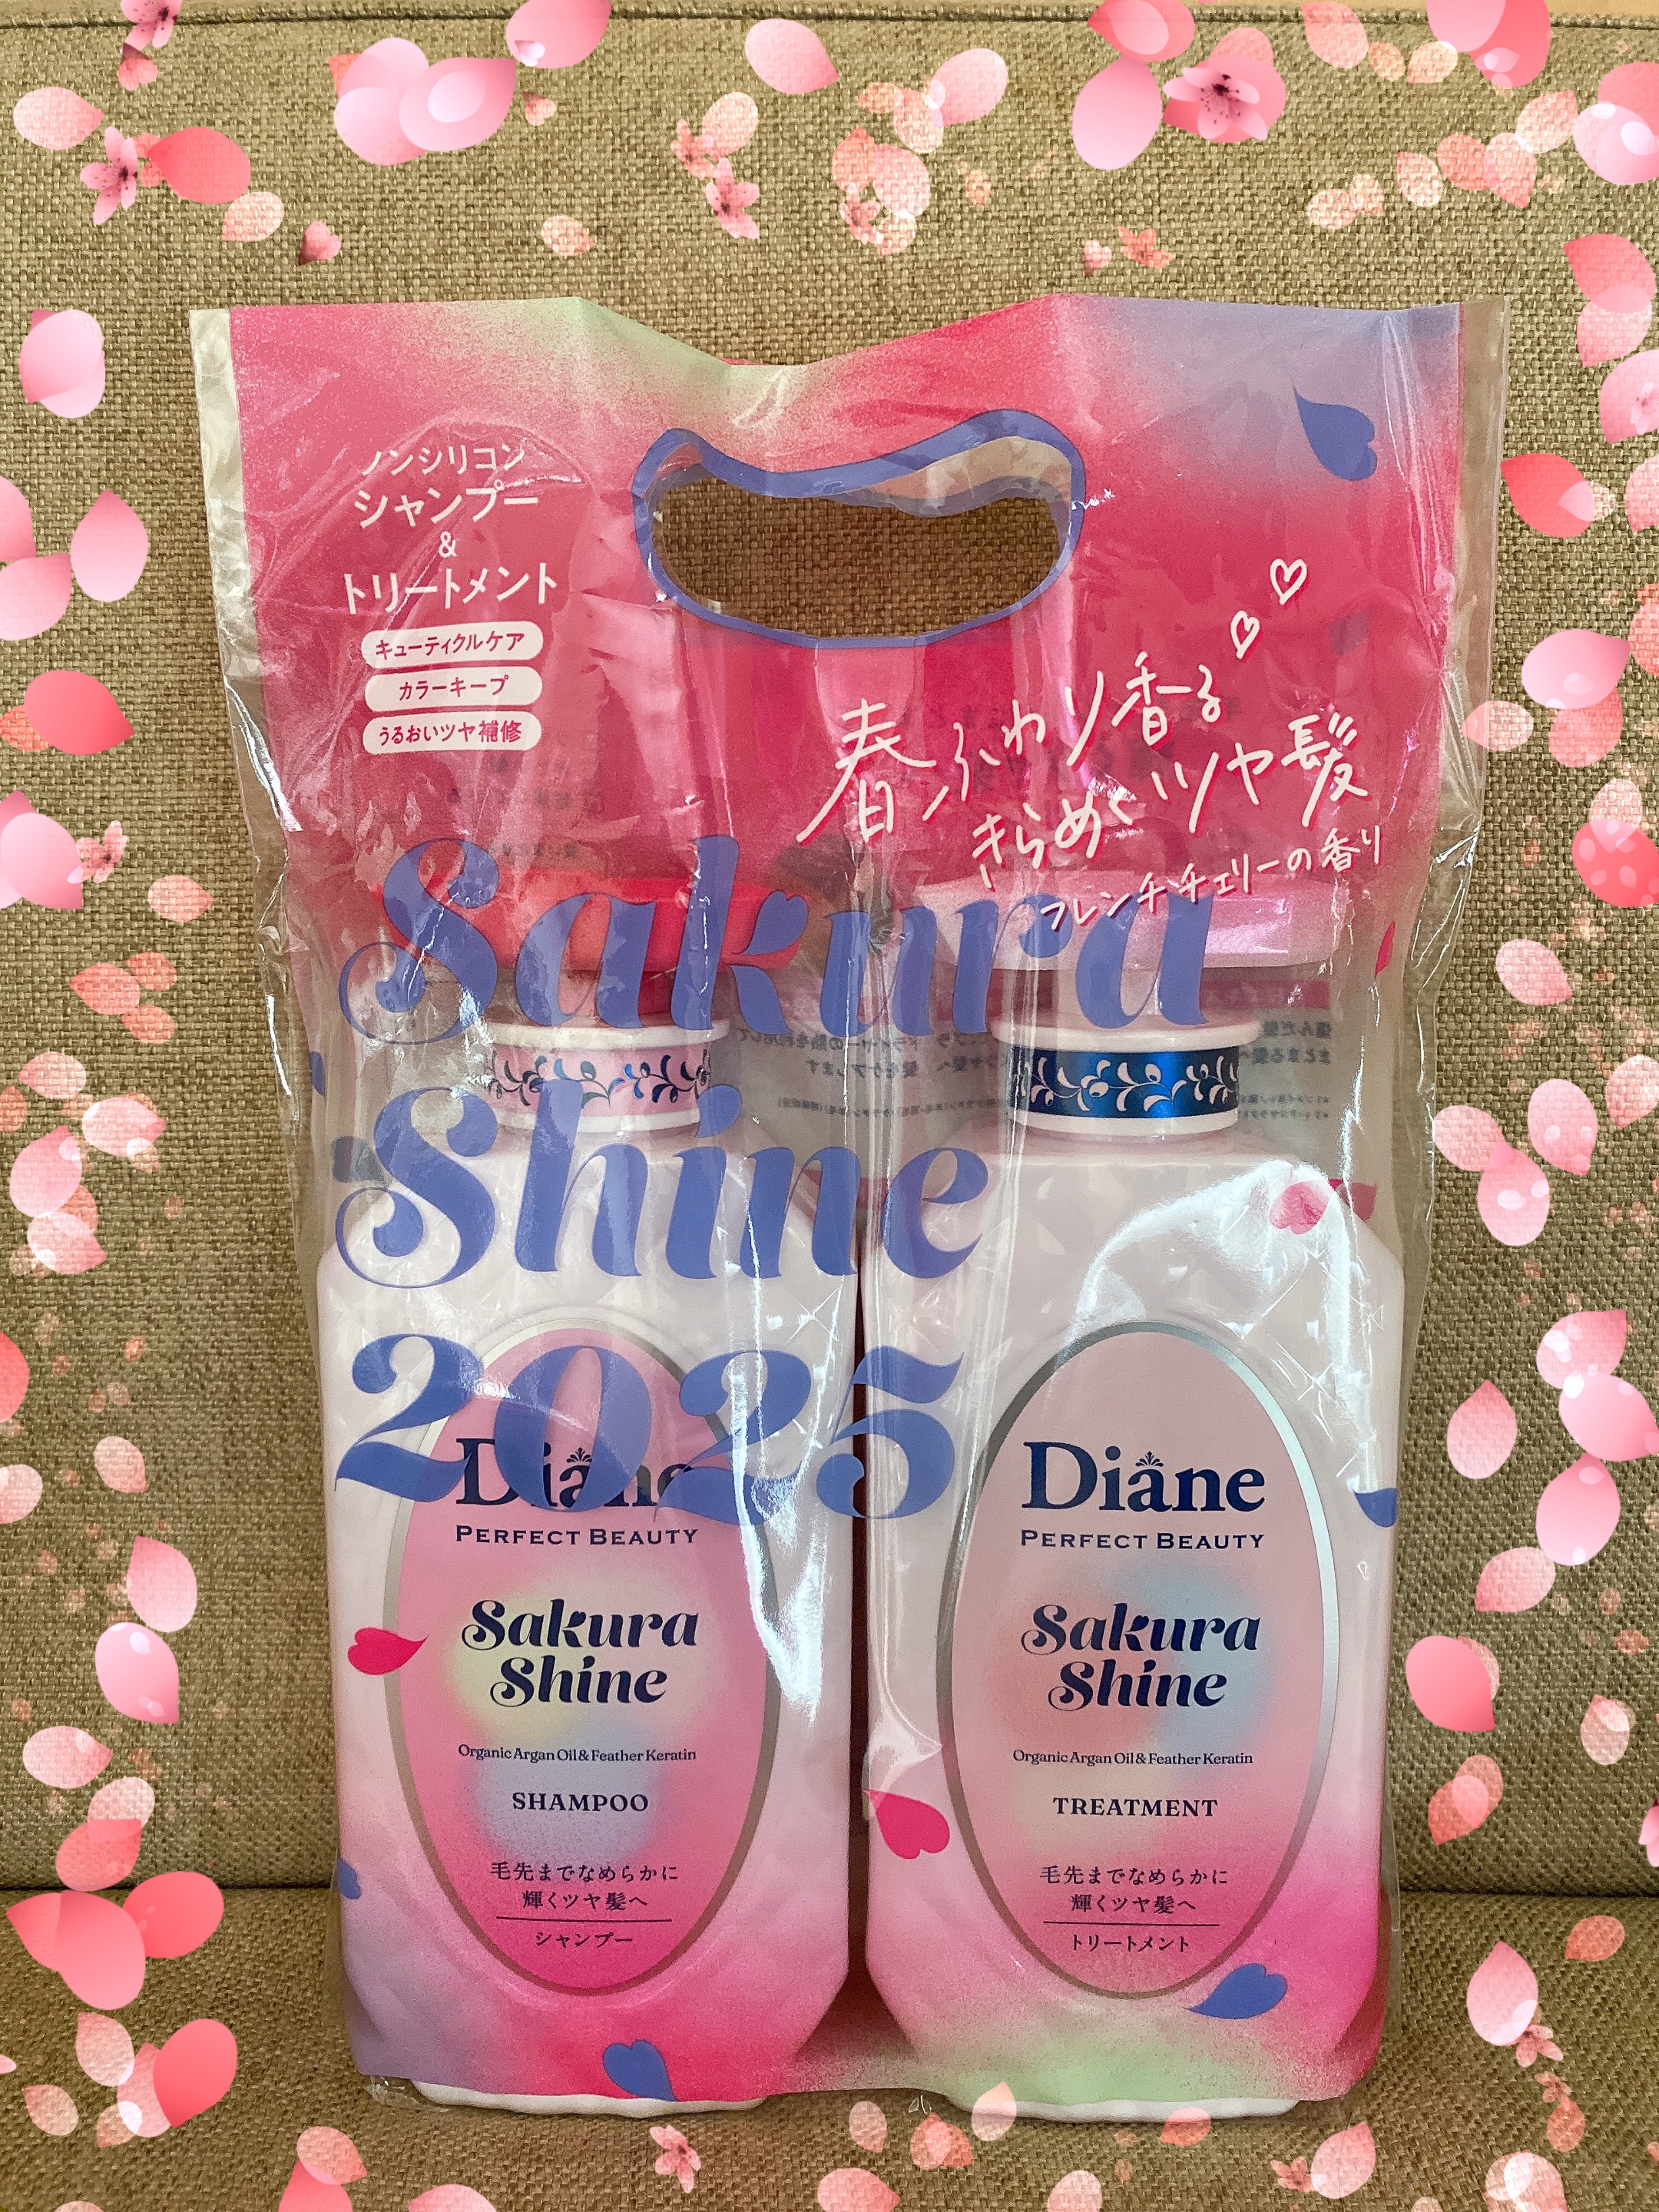 ノンシリコン
シャンプー
&
トリートメント
キューティクルケア
カラーキープ
うるおいツヤ補修
春ふわり香る
きらめくツヤ髪
フレンチチェリーの香り
Sakura
Shine
2025
Diane
PERFECT BEAUTY
Sakura
Shine
Organic Argan Oil & Feather Keratin
SHAMPOO
毛先までなめらかに
輝くツヤ髪へ
シャンプー
Diane
PERFECT BEAUTY
Sakura
Shine
Organic Argan Oil & Feather Keratin
TREATMENT
毛先までなめらかに
輝くツヤ髪へ
トリートメント